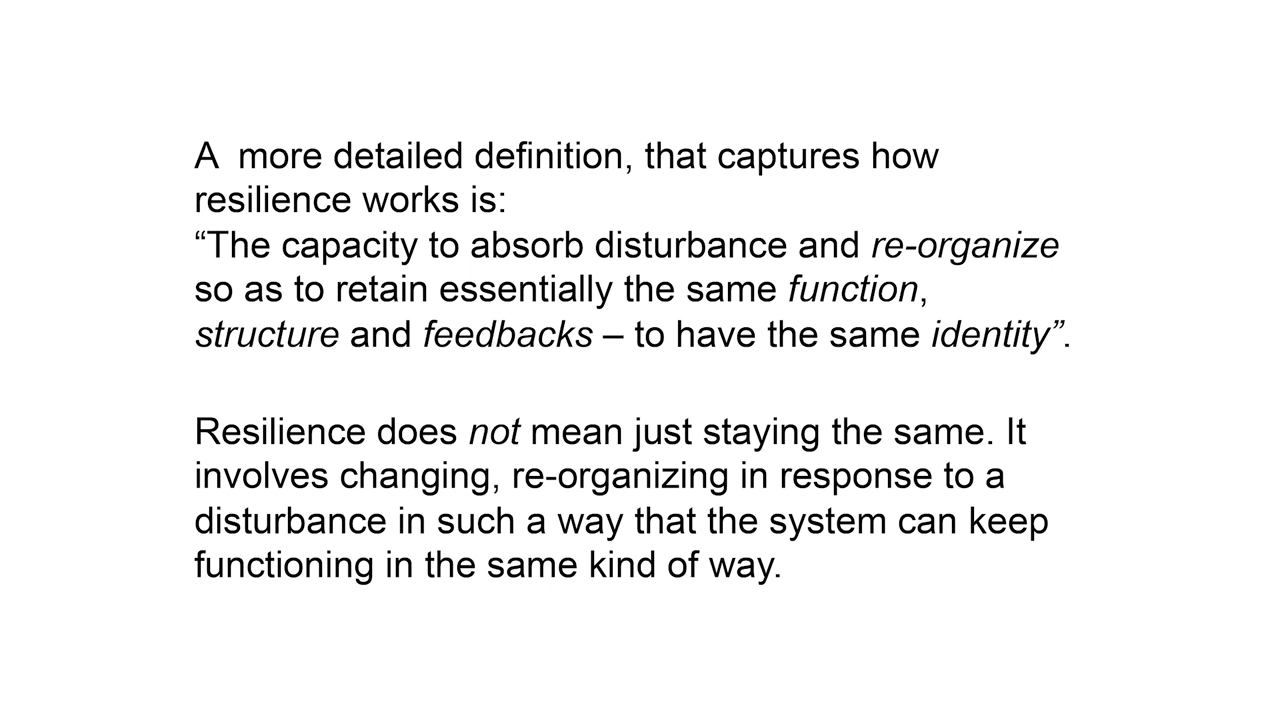 A  more detailed definition, that captures how
resilience works is:
“The capacity to absorb disturbance and re-organize
so as to retain essentially the same function,
structure and feedbacks – to have the same identity”.
Resilience does not mean just staying the same. It
involves changing, re-organizing in response to a
disturbance in such a way that the system can keep
functioning in the same kind of way.